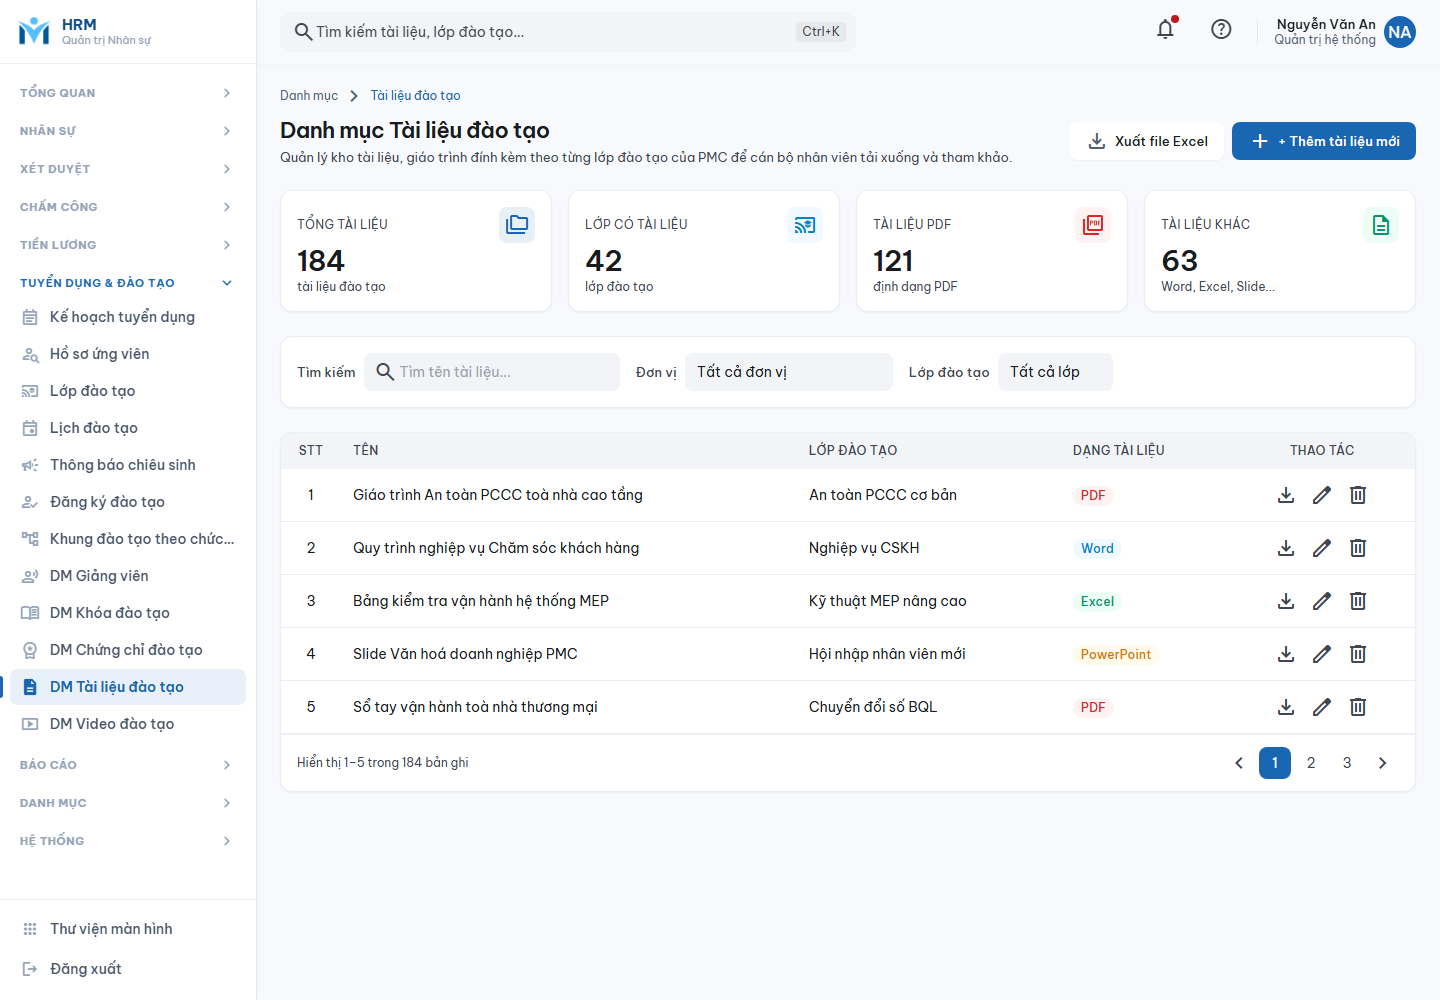 HRM
Quản trị Nhân sự
TỔNG QUAN
NHÂN SỰ
XÉT DUYỆT
CHẤM CÔNG
TIỀN LƯƠNG
TUYỂN DỤNG & ĐÀO TẠO
Kế hoạch tuyển dụng
Hồ sơ ứng viên
Lớp đào tạo
Lịch đào tạo
Thông báo chiêu sinh
Đăng ký đào tạo
Khung đào tạo theo chức...
DM Giảng viên
DM Khóa đào tạo
DM Chứng chỉ đào tạo
DM Tài liệu đào tạo
DM Video đào tạo
BÁO CÁO
DANH MỤC
HỆ THỐNG
Thư viện màn hình
Đăng xuất
Tìm kiếm tài liệu, lớp đào tạo... Ctrl+K
Nguyễn Văn An
Quản trị hệ thống
NA
Danh mục Tài liệu đào tạo
Danh mục Tài liệu đào tạo
Quản lý kho tài liệu, giáo trình đính kèm theo từng lớp đào tạo của PMC để cán bộ nhân viên tải xuống và tham khảo.
Xuất file Excel
+ Thêm tài liệu mới
TỔNG TÀI LIỆU
184
tài liệu đào tạo
LỚP CÓ TÀI LIỆU
42
lớp đào tạo
TÀI LIỆU PDF
PDF
121
định dạng PDF
TÀI LIỆU KHÁC
63
Word, Excel, Slide...
Tìm kiếm Tìm tên tài liệu... Đơn vị Tất cả đơn vị Lớp đào tạo Tất cả lớp
STT TÊN LỚP ĐÀO TẠO DẠNG TÀI LIỆU THAO TÁC
1 Giáo trình An toàn PCCC toà nhà cao tầng An toàn PCCC cơ bản PDF
2 Quy trình nghiệp vụ Chăm sóc khách hàng Nghiệp vụ CSKH Word
3 Bảng kiểm tra vận hành hệ thống MEP Kỹ thuật MEP nâng cao Excel
4 Slide Văn hoá doanh nghiệp PMC Hội nhập nhân viên mới PowerPoint
5 Sổ tay vận hành toà nhà thương mại Chuyển đổi số BQL PDF
Hiển thị 1–5 trong 184 bản ghi 1 2 3